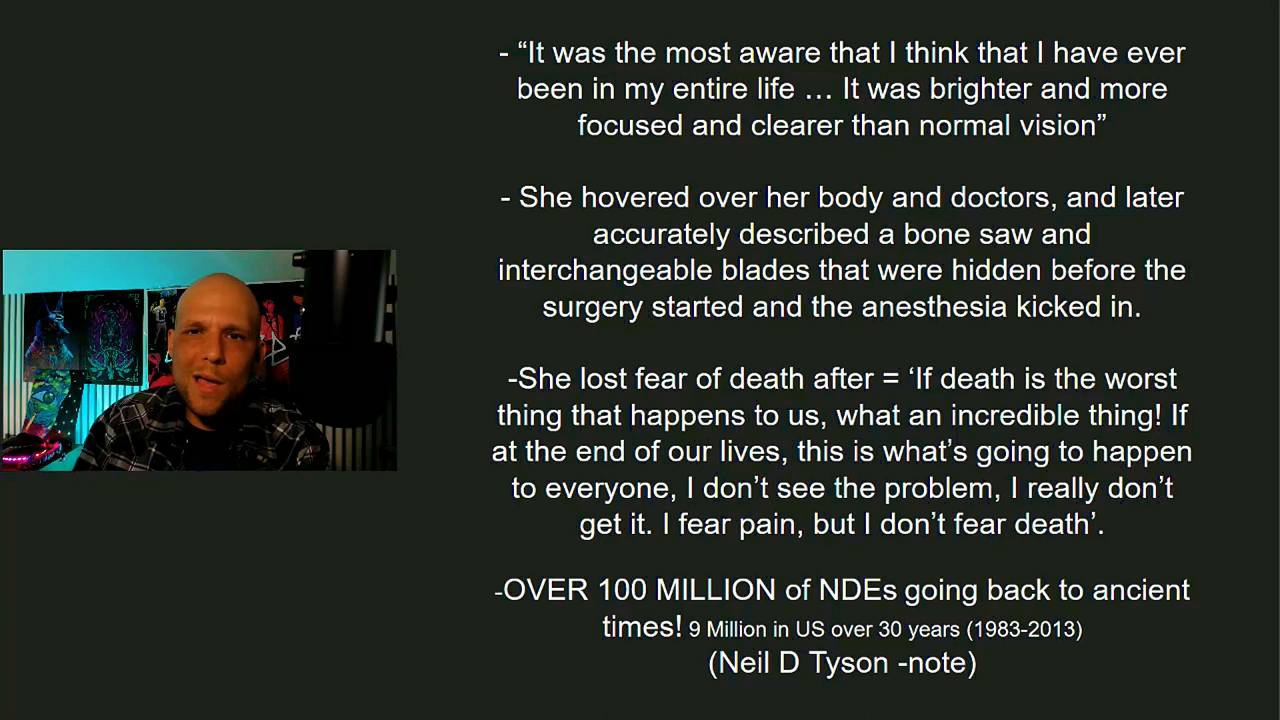 - “It was the most aware that I think that I have ever
been in my entire life … It was brighter and more
focused and clearer than normal vision”
- She hovered over her body and doctors, and later
accurately described a bone saw and
interchangeable blades that were hidden before the
surgery started and the anesthesia kicked in.
-She lost fear of death after = ‘If death is the worst
thing that happens to us, what an incredible thing! If
at the end of our lives, this is what’s going to happen
to everyone, I don’t see the problem, I really don’t
get it. I fear pain, but I don’t fear death’.
-OVER 100 MILLION of NDEs going back to ancient
times! 9 Million in US over 30 years (1983-2013)
(Neil D Tyson -note)